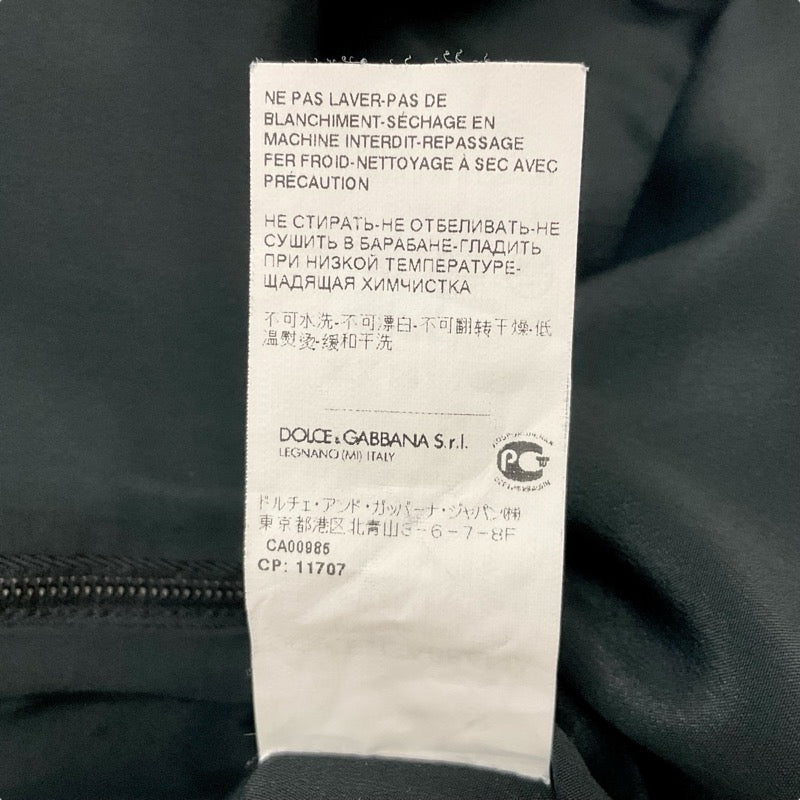 NE PAS LAVER-PAS DE
BLANCHIMENT-SÉCHAGE EN
MACHINE INTERDIT-REPASSAGE
FER FROID-NETTOYAGE À SEC AVEC
PRÉCAUTION
НЕ СТИРАТЬ-НЕ ОТБЕЛИВАТЬ-НЕ
СУШИТЬ В БАРАБАНЕ-ГЛАДИТЬ
ПРИ НИЗКОЙ ТЕМПЕРАТУРЕ-
ЩАДЯЩАЯ ХИМЧИСТКА
不可水洗-不可漂白-不可翻转干燥-低
温熨烫-缓和干洗
DOLCE & GABBANA S.r.l.
LEGNANO (MI) ITALY
РСТ
ドルチェ・アンド・ガッバーナ・ジャパン㈱
東京都港区北青山3-6-7-8F
CA00985
CP: 11707